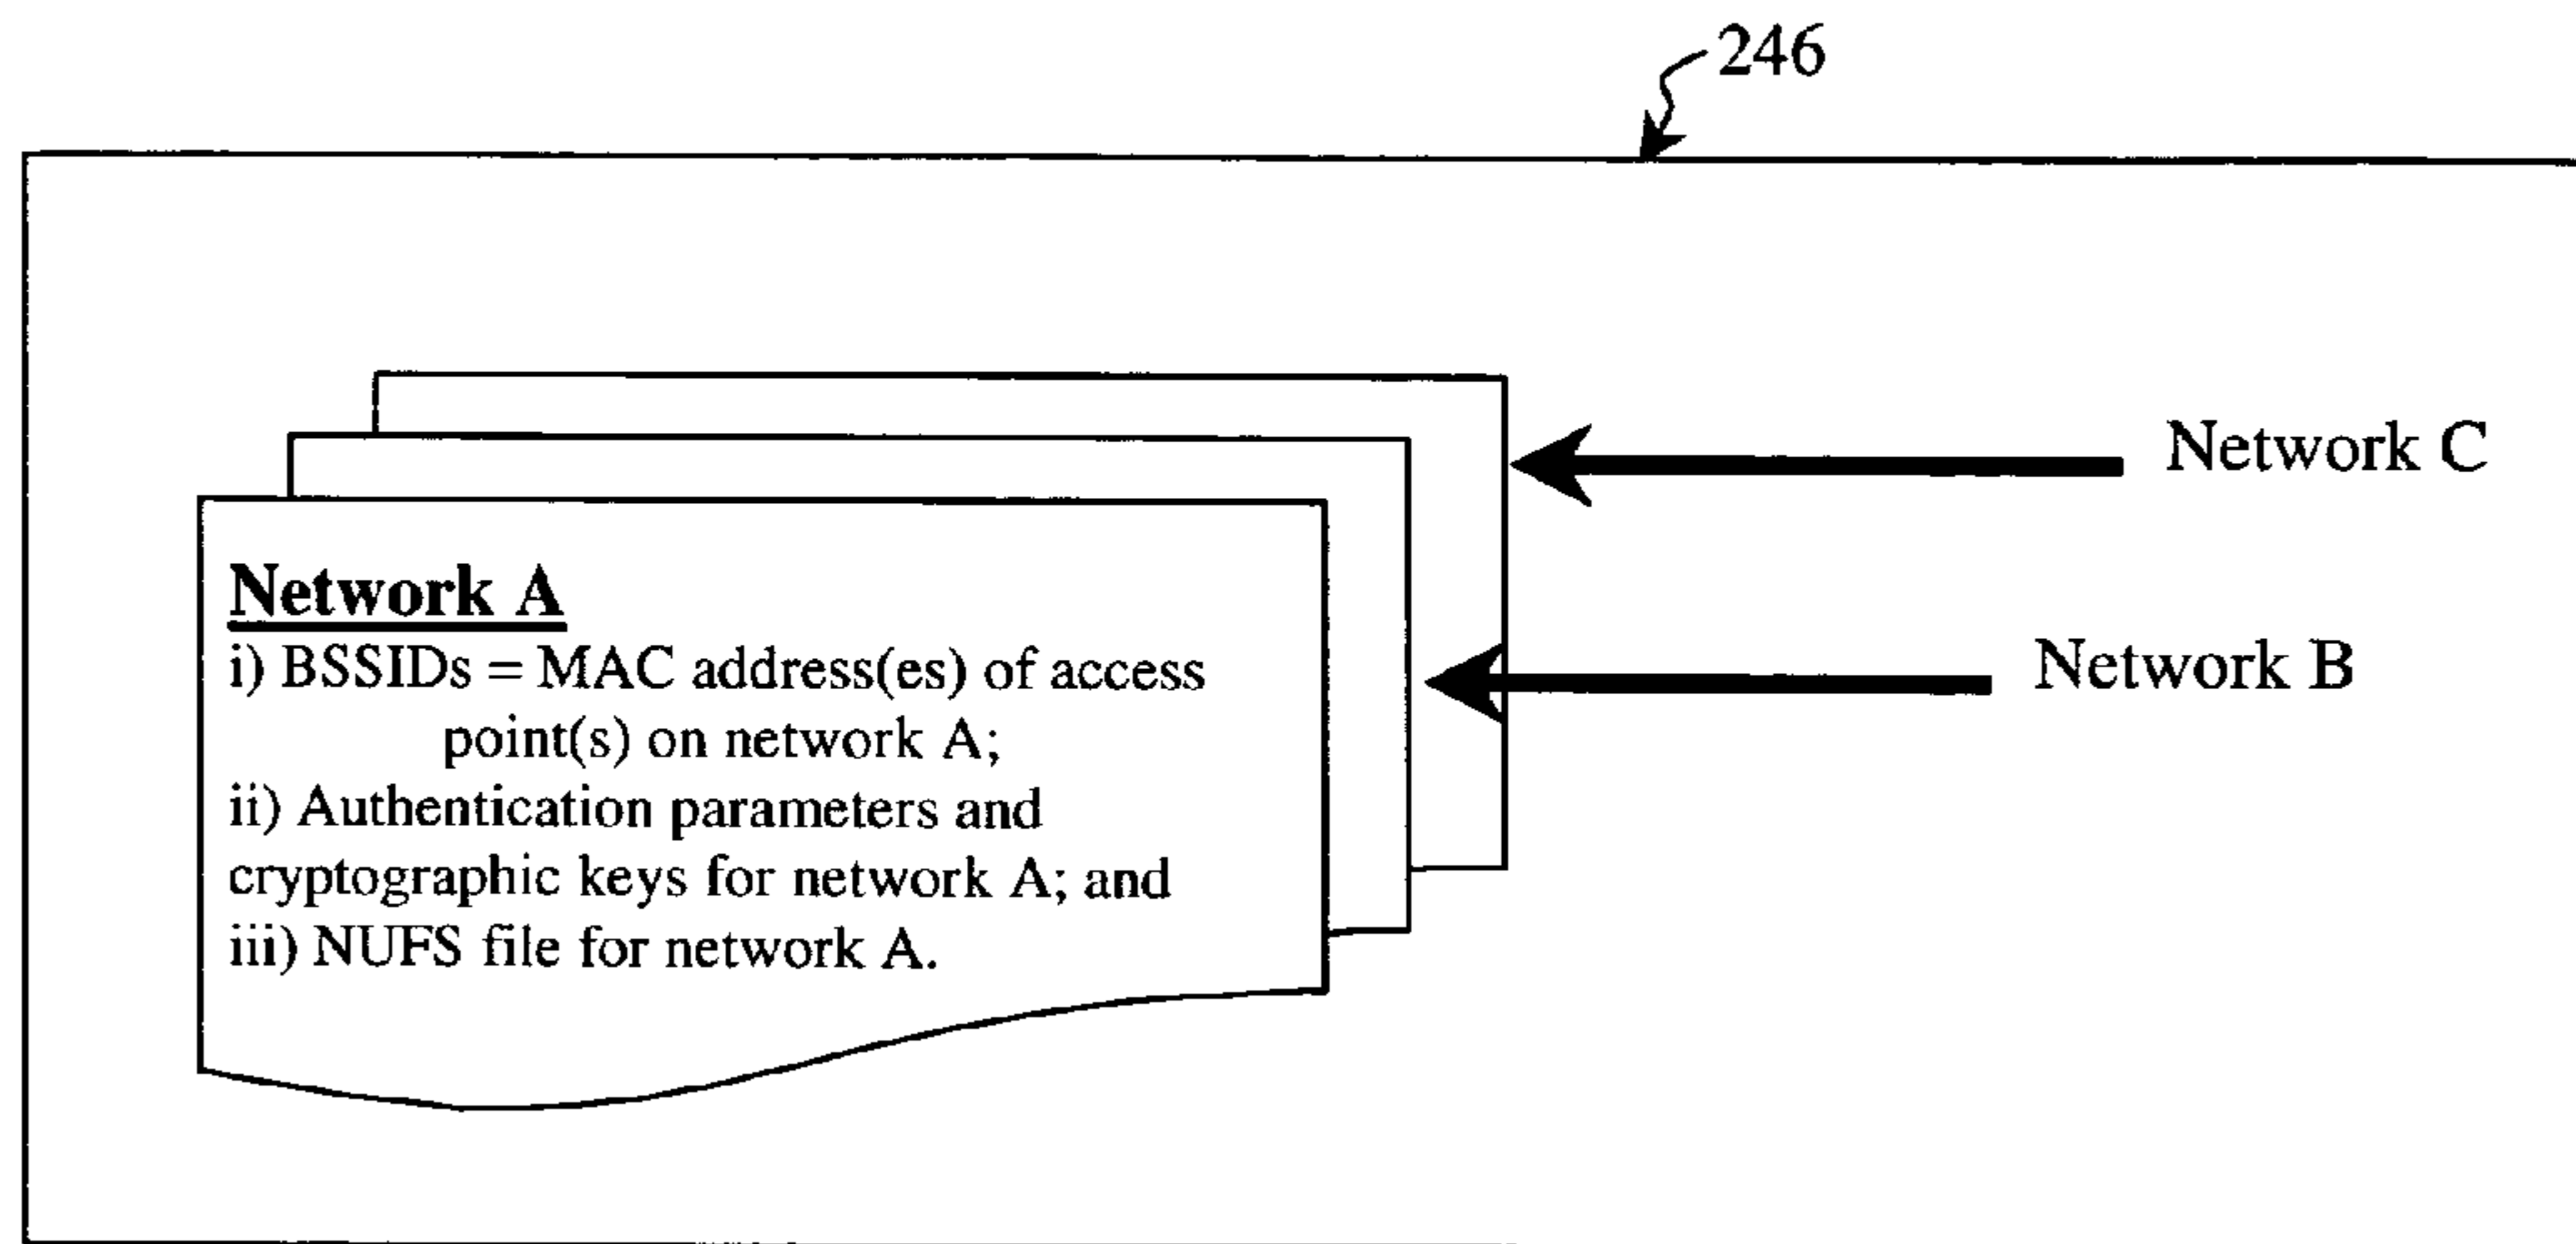 246
Network C
Network A
i) BSSIDs = MAC address(es) of access
point(s) on network A;
ii) Authentication parameters and
cryptographic keys for network A; and
iii) NUFS file for network A.
Network B